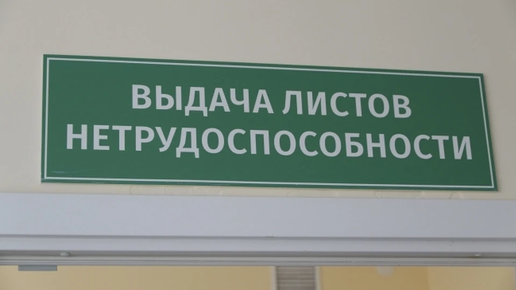 ВЫДАЧА ЛИСТОВ
НЕТРУДОСПОСОБНОСТИ